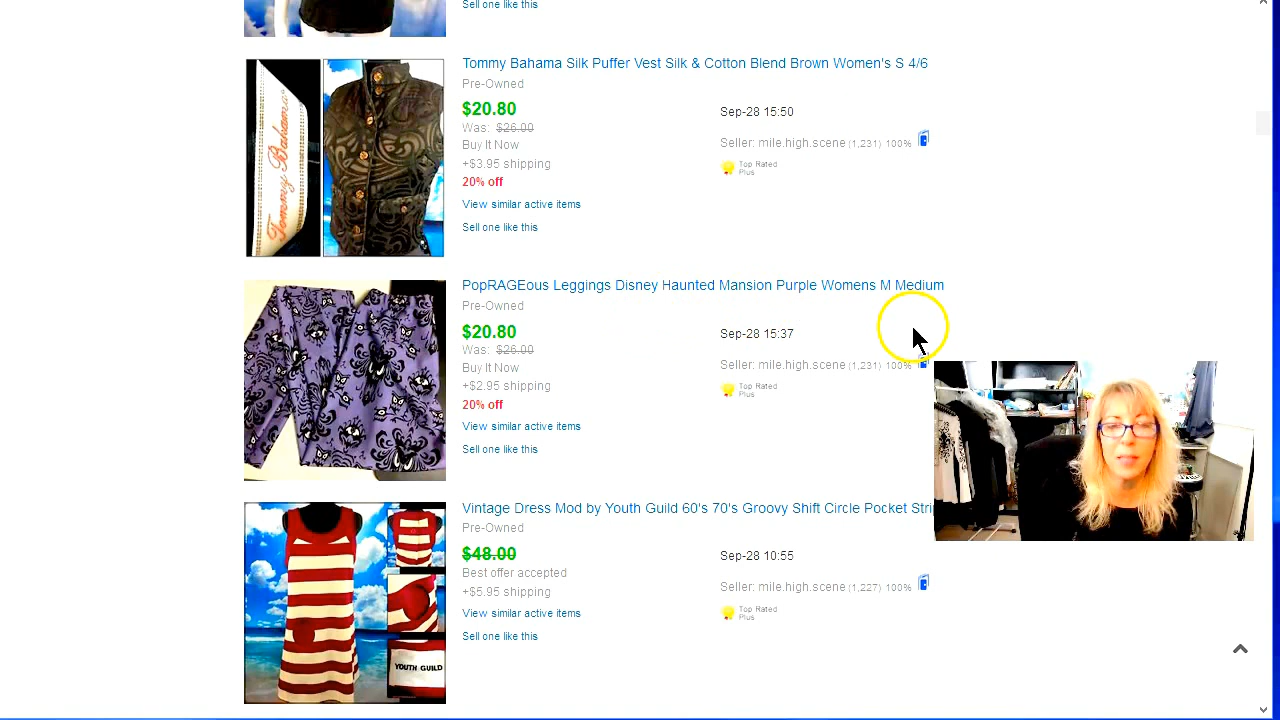 Sell one like this
Tommy Bahama Silk Puffer Vest Silk & Cotton Blend Brown Women's S 4/6
Pre-Owned
$20.80
Sep-28 15:50
Was: $26.00
Buy It Now
Seller: mile.high.scene (1,231) 100%
+$3.95 shipping
Top Rated
Plus
20% off
View similar active items
Sell one like this
Tommy Bahama
PopRAGEous Leggings Disney Haunted Mansion Purple Womens M Medium
Pre-Owned
$20.80
Sep-28 15:37
Was: $26.00
Buy It Now
Seller: mile.high.scene (1,231) 100%
+$2.95 shipping
Top Rated
Plus
20% off
View similar active items
Sell one like this
Vintage Dress Mod by Youth Guild 60's 70's Groovy Shift Circle Pocket
Pre-Owned
$48.00
Sep-28 10:55
Best offer accepted
Seller: mile.high.scene (1,227) 100%
+$5.95 shipping
Top Rated
Plus
View similar active items
Sell one like this
YOUTH GUILD